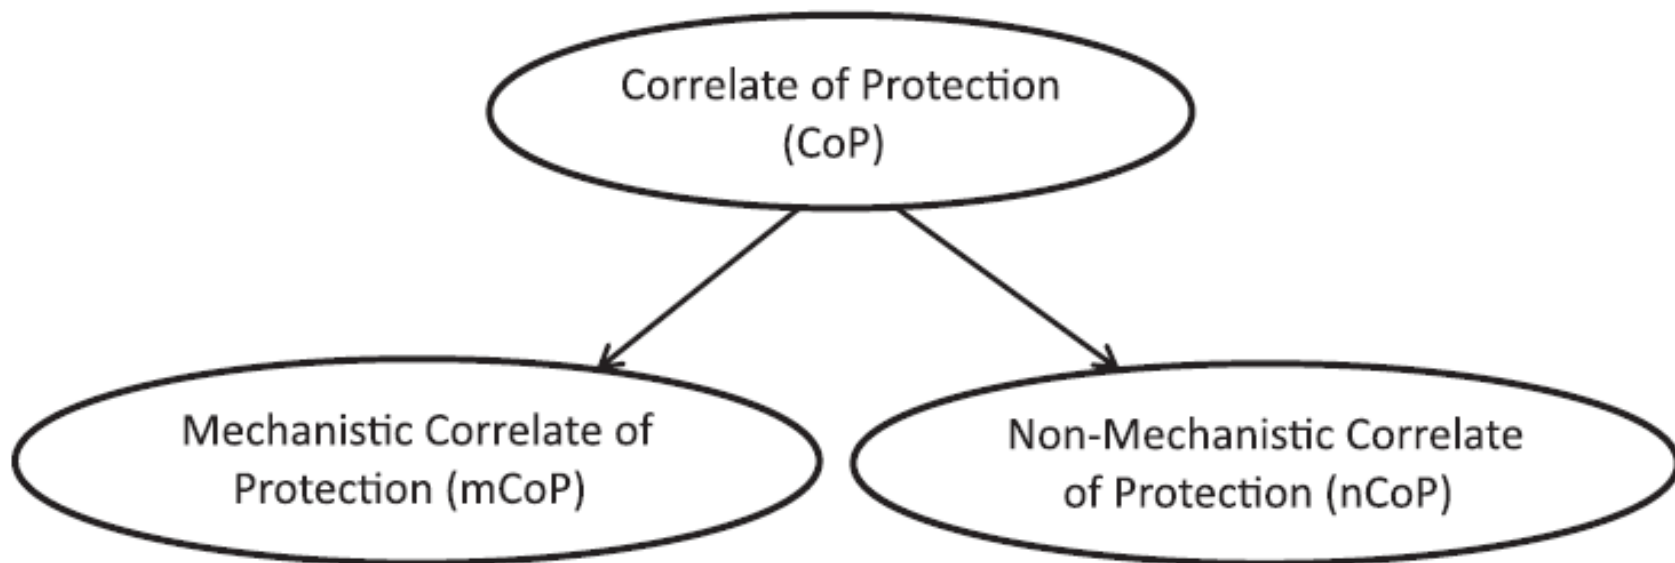 Correlate of Protection
(CoP)
Mechanistic Correlate of
Protection (mCoP)
Non-Mechanistic Correlate
of Protection (nCoP)